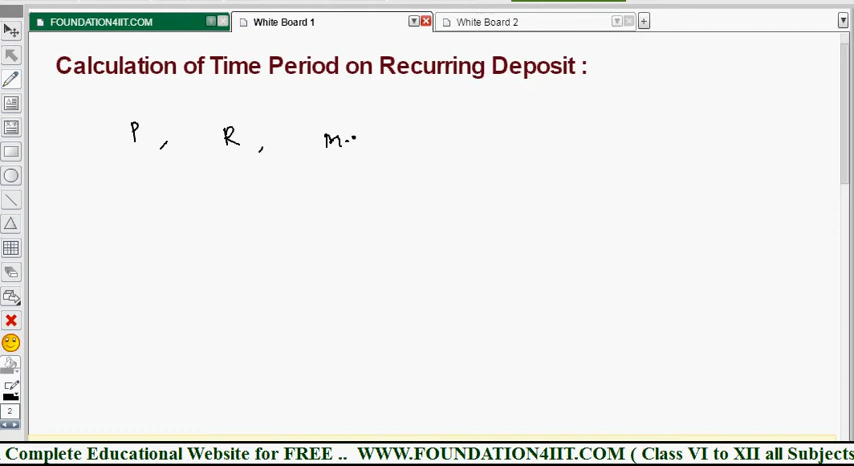 FOUNDATION4IIT.COM White Board 1 White Board 2
Calculation of Time Period on Recurring Deposit :
P , R , m.
2
Complete Educational Website for FREE .. WWW.FOUNDATION4IIT.COM ( Class VI to XII all Subjects